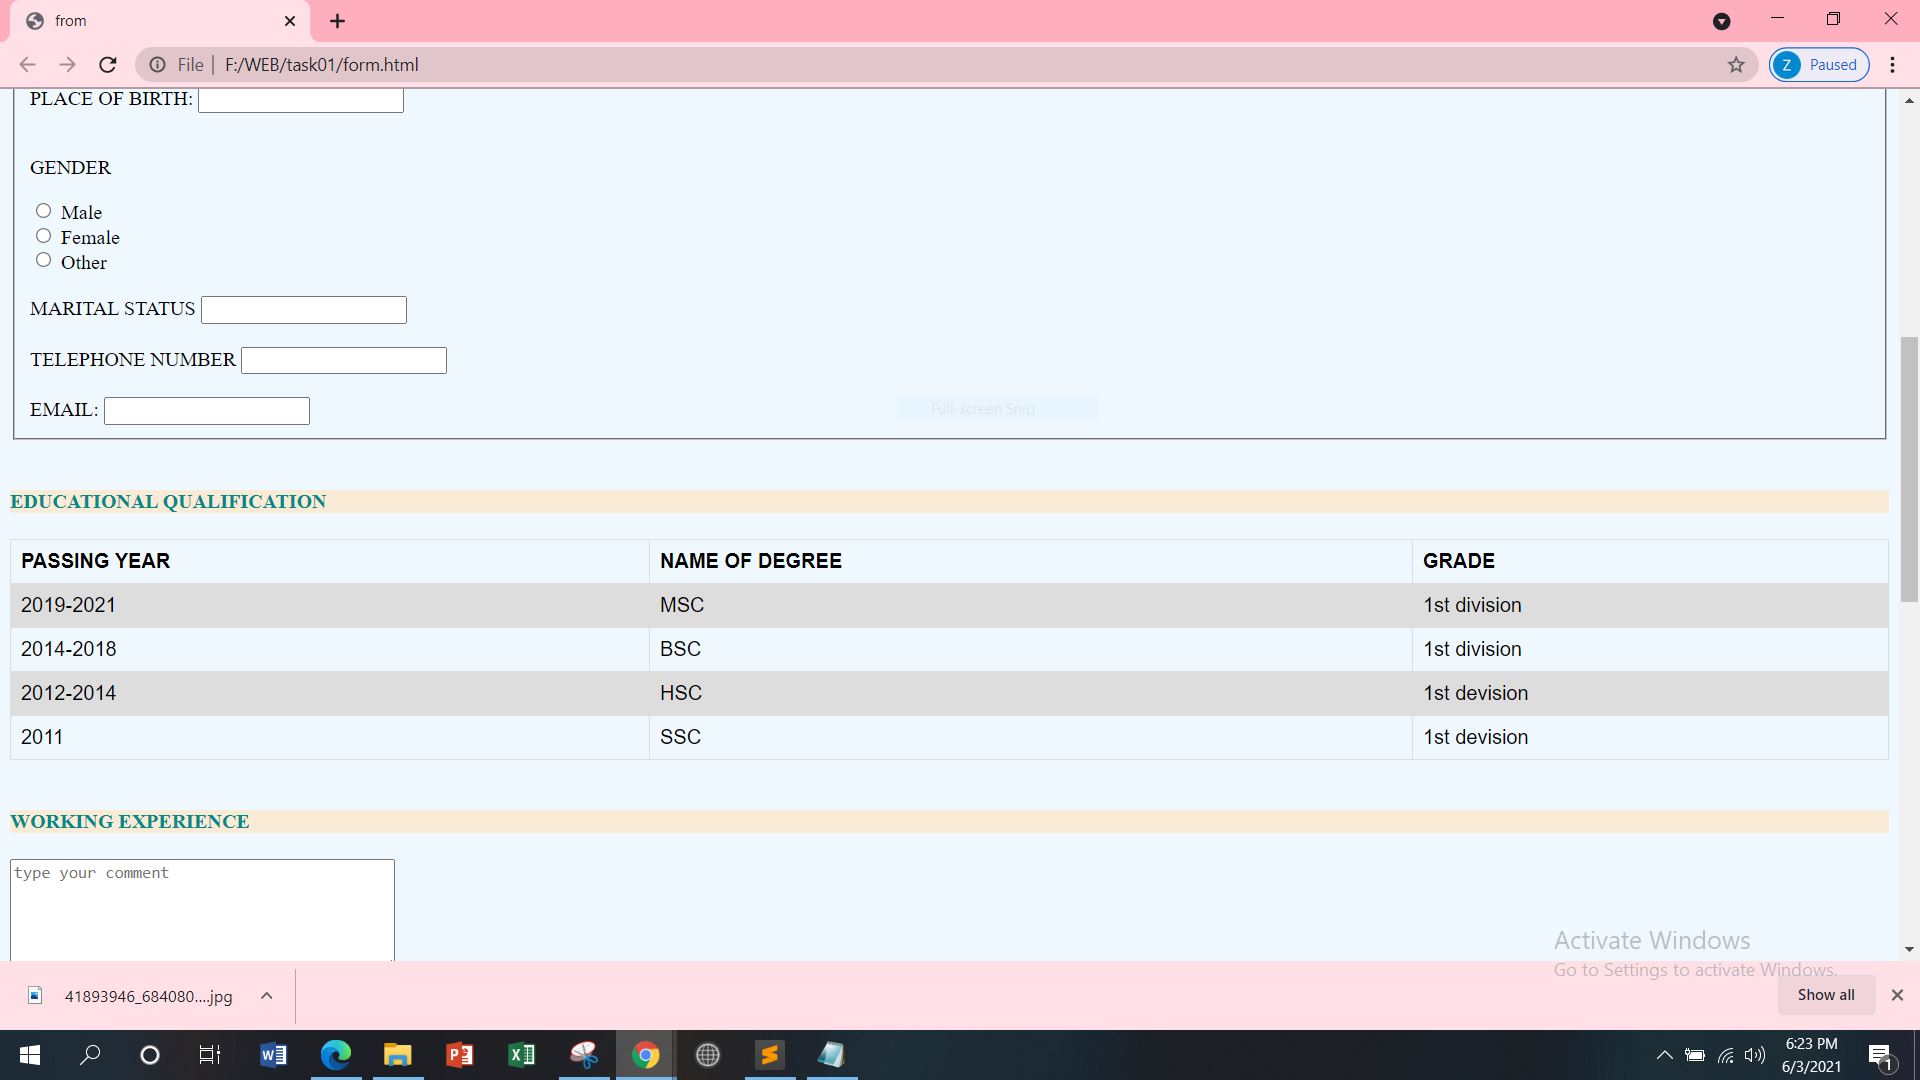 from
File
F:/WEB/task01/form.html
Z Paused
PLACE OF BIRTH:
GENDER
Male
Female
Other
MARITAL STATUS
TELEPHONE NUMBER
EMAIL:
Full-screen Snip
EDUCATIONAL QUALIFICATION
PASSING YEAR NAME OF DEGREE GRADE
2019-2021 MSC 1st division
2014-2018 BSC 1st division
2012-2014 HSC 1st devision
2011 SSC 1st devision
WORKING EXPERIENCE
type your comment
Activate Windows
Go to Settings to activate Windows.
41893946_684080....jpg
Show all
6:23 PM
6/3/2021
1